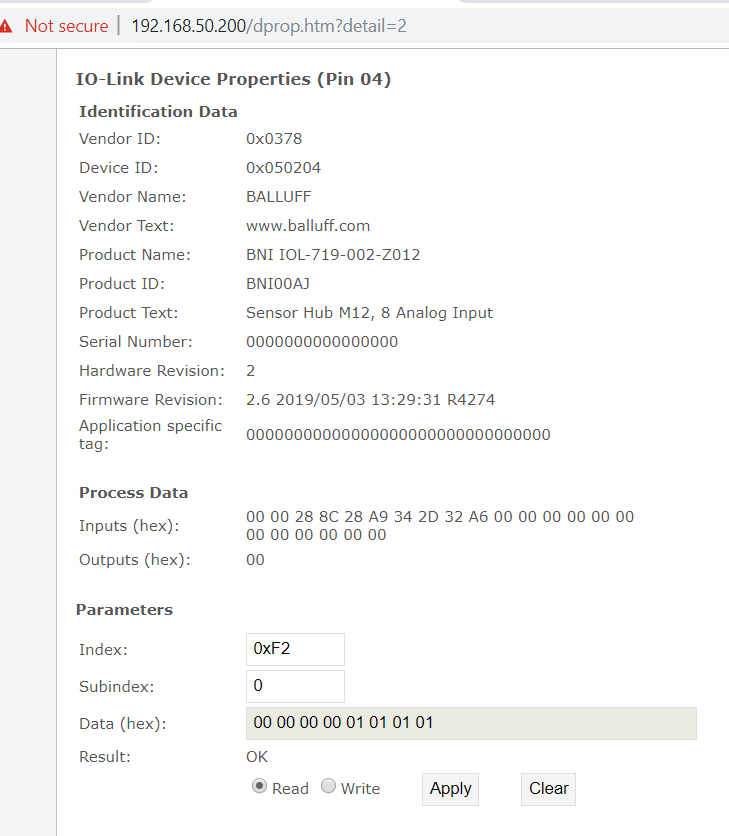 Not secure | 192.168.50.200/dprop.htm?detail=2
IO-Link Device Properties (Pin 04)
Identification Data
Vendor ID: 0x0378
Device ID: 0x050204
Vendor Name: BALLUFF
Vendor Text: www.balluff.com
Product Name: BNI IOL-719-002-Z012
Product ID: BNI00AJ
Product Text: Sensor Hub M12, 8 Analog Input
Serial Number: 0000000000000000
Hardware Revision: 2
Firmware Revision: 2.6 2019/05/03 13:29:31 R4274
Application specific
tag: 00000000000000000000000000000000
Process Data
Inputs (hex): 00 00 28 8C 28 A9 34 2D 32 A6 00 00 00 00 00 00
00 00 00 00 00 00
Outputs (hex): 00
Parameters
Index: 0xF2
Subindex: 0
Data (hex): 00 00 00 00 01 01 01 01
Result: OK
Read Write Apply Clear